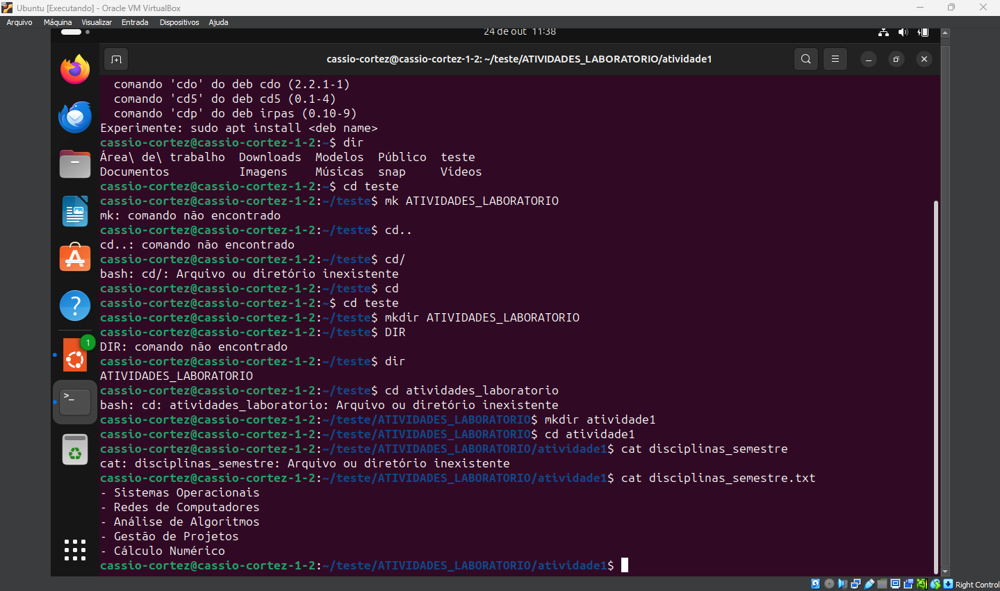 Ubuntu [Executando] - Oracle VM VirtualBox
Arquivo Máquina Visualizar Entrada Dispositivos Ajuda
24 de out 11:38
cassio-cortez@cassio-cortez-1-2: ~/teste/ATIVIDADES_LABORATORIO/atividade1
comando 'cdo' do deb cdo (2.2.1-1)
comando 'cd5' do deb cd5 (0.1-4)
comando 'cdp' do deb irpas (0.10-9)
Experimente: sudo apt install <deb name>
cassio-cortez@cassio-cortez-1-2:~$ dir
Área\ de\ trabalho Downloads Modelos Público teste
Documentos Imagens Músicas snap Vídeos
cassio-cortez@cassio-cortez-1-2:~$ cd teste
cassio-cortez@cassio-cortez-1-2:~/teste$ mk ATIVIDADES_LABORATORIO
mk: comando não encontrado
cassio-cortez@cassio-cortez-1-2:~/teste$ cd..
cd..: comando não encontrado
cassio-cortez@cassio-cortez-1-2:~/teste$ cd/
bash: cd/: Arquivo ou diretório inexistente
cassio-cortez@cassio-cortez-1-2:~/teste$ cd
cassio-cortez@cassio-cortez-1-2:~$ cd teste
cassio-cortez@cassio-cortez-1-2:~/teste$ mkdir ATIVIDADES_LABORATORIO
cassio-cortez@cassio-cortez-1-2:~/teste$ DIR
DIR: comando não encontrado
cassio-cortez@cassio-cortez-1-2:~/teste$ dir
ATIVIDADES_LABORATORIO
cassio-cortez@cassio-cortez-1-2:~/teste$ cd atividades_laboratorio
bash: cd: atividades_laboratorio: Arquivo ou diretório inexistente
cassio-cortez@cassio-cortez-1-2:~/teste/ATIVIDADES_LABORATORIO$ mkdir atividade1
cassio-cortez@cassio-cortez-1-2:~/teste/ATIVIDADES_LABORATORIO$ cd atividade1
cassio-cortez@cassio-cortez-1-2:~/teste/ATIVIDADES_LABORATORIO/atividade1$ cat disciplinas_semestre
cat: disciplinas_semestre: Arquivo ou diretório inexistente
cassio-cortez@cassio-cortez-1-2:~/teste/ATIVIDADES_LABORATORIO/atividade1$ cat disciplinas_semestre.txt
- Sistemas Operacionais
- Redes de Computadores
- Análise de Algoritmos
- Gestão de Projetos
- Cálculo Numérico
cassio-cortez@cassio-cortez-1-2:~/teste/ATIVIDADES_LABORATORIO/atividade1$
1
Right Control